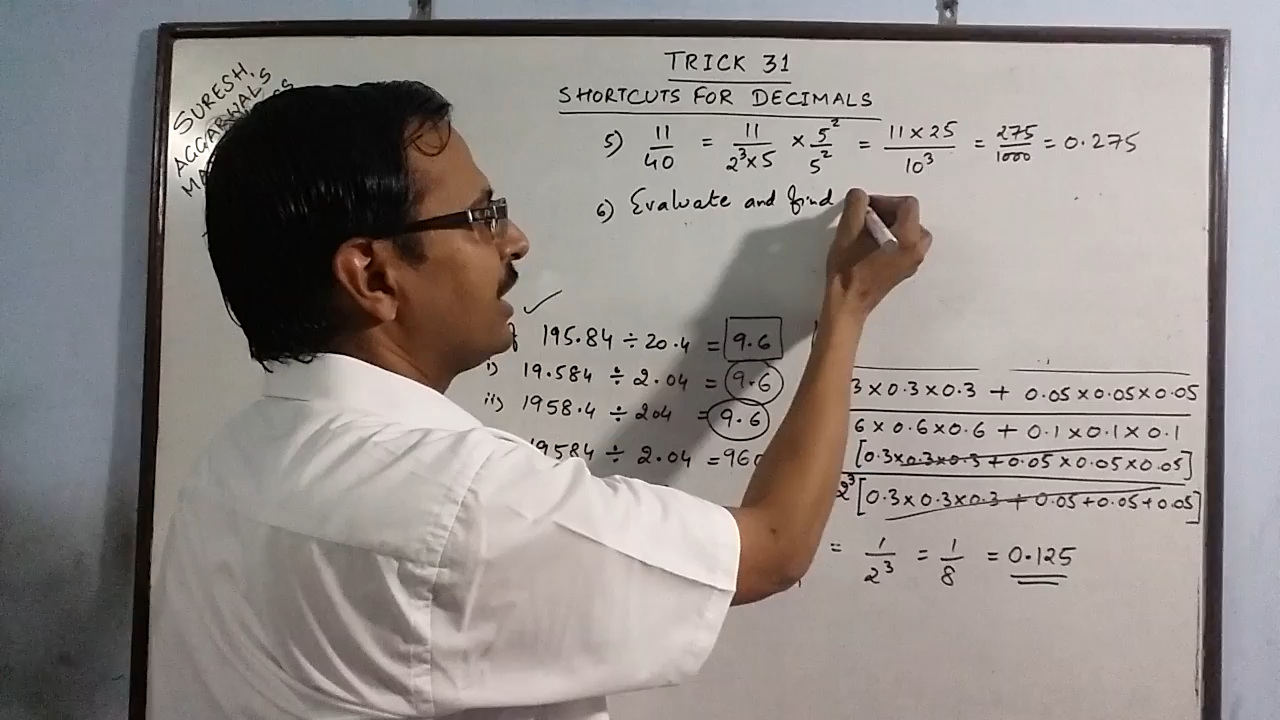 SURESH.
AGGARWAL'S
TRICK 31
SHORTCUTS FOR DECIMALS
5) 11/40 = 11/2³×5 × 5²/5² = 11×25/10³ = 275/1000 = 0.275
6) Evaluate and find
195.84 ÷ 20.4 = 9.6
i) 19.584 ÷ 2.04 = 9.6
ii) 1958.4 ÷ 204 = 9.6
19584 ÷ 2.04 = 960
3×0.3×0.3 + 0.05×0.05×0.05
6×0.6×0.6 + 0.1×0.1×0.1
[0.3×0.3×0.3+0.05×0.05×0.05]
2³[0.3×0.3×0.3+0.05+0.05+0.05]
= 1/2³ = 1/8 = 0.125